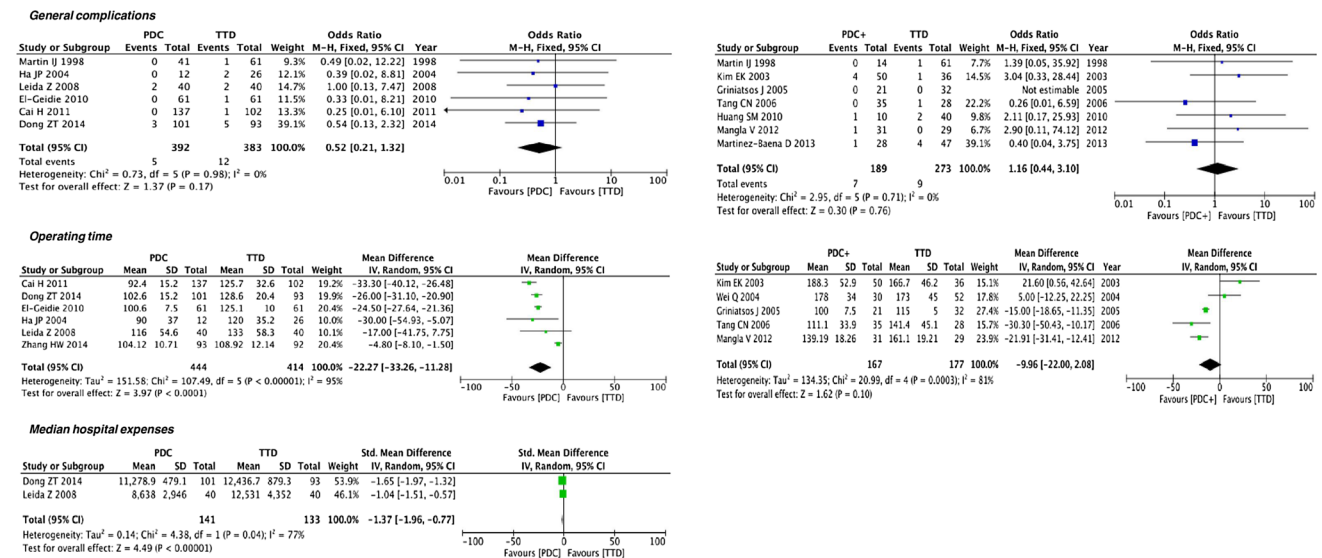 General complications
PDC TTD Odds Ratio Odds Ratio
Study or Subgroup Events Total Events Total Weight M-H, Fixed, 95% CI Year M-H, Fixed, 95% CI
Martin IJ 1998 0 41 1 61 9.3% 0.49 [0.02, 12.22] 1998
Ha JP 2004 0 12 2 26 12.1% 0.39 [0.02, 8.81] 2004
Leida Z 2008 2 40 2 40 14.7% 1.00 [0.13, 7.47] 2008
El-Geidie 2010 0 61 1 61 11.6% 0.33 [0.01, 8.21] 2010
Cai H 2011 0 137 1 102 13.3% 0.25 [0.01, 6.10] 2011
Dong ZT 2014 3 101 5 93 39.1% 0.54 [0.13, 2.32] 2014
Total (95% CI) 392 383 100.0% 0.52 [0.21, 1.32]
Total events 5 12
Heterogeneity: Chi² = 0.73, df = 5 (P = 0.98); I² = 0%
Test for overall effect: Z = 1.37 (P = 0.17)
0.01 0.1 1 10 100
Favours [PDC] Favours [TTD]
PDC+ TTD Odds Ratio Odds Ratio
Study or Subgroup Events Total Events Total Weight M-H, Fixed, 95% CI Year M-H, Fixed, 95% CI
Martin IJ 1998 0 14 1 61 7.7% 1.39 [0.05, 35.92] 1998
Kim EK 2003 4 50 1 36 14.5% 3.04 [0.33, 28.44] 2003
Griniatsos J 2005 0 21 0 32 Not estimable 2005
Tang CN 2006 0 35 1 28 22.2% 0.26 [0.01, 6.59] 2006
Huang SM 2010 1 10 2 40 9.8% 2.11 [0.17, 25.93] 2010
Mangla V 2012 1 31 0 29 6.7% 2.90 [0.11, 74.12] 2012
Martinez-Baena D 2013 1 28 4 47 39.1% 0.40 [0.04, 3.75] 2013
Total (95% CI) 189 273 100.0% 1.16 [0.44, 3.10]
Total events 7 9
Heterogeneity: Chi² = 2.95, df = 5 (P = 0.71); I² = 0%
Test for overall effect: Z = 0.30 (P = 0.76)
0.01 0.1 1 10 100
Favours [PDC+] Favours [TTD]
Operating time
PDC TTD Mean Difference Mean Difference
Study or Subgroup Mean SD Total Mean SD Total Weight IV, Random, 95% CI IV, Random, 95% CI
Cai H 2011 92.4 15.2 137 125.7 32.6 102 19.2% -33.30 [-40.12, -26.48]
Dong ZT 2014 102.6 15.2 101 128.6 20.4 93 19.9% -26.00 [-31.10, -20.90]
El-Geidie 2010 100.6 7.5 61 125.1 10 61 20.4% -24.50 [-27.64, -21.36]
Ha JP 2004 90 37 12 120 35.2 26 12.3% -30.00 [-54.93, -5.07]
Leida Z 2008 116 54.6 40 133 58.3 40 12.3% -17.00 [-41.75, 7.75]
Zhang HW 2014 104.12 10.71 93 108.92 12.14 92 20.4% -4.80 [-8.10, -1.50]
Total (95% CI) 444 414 100.0% -22.27 [-33.26, -11.28]
Heterogeneity: Tau² = 151.58; Chi² = 107.49, df = 5 (P < 0.00001); I² = 95%
Test for overall effect: Z = 3.97 (P < 0.0001)
-100 -50 0 50 100
Favours [PDC] Favours [TTD]
PDC+ TTD Mean Difference Mean Difference
Study or Subgroup Mean SD Total Mean SD Total Weight IV, Random, 95% CI Year IV, Random, 95% CI
Kim EK 2003 188.3 52.9 50 166.7 46.2 36 15.1% 21.60 [0.56, 42.64] 2003
Wei Q 2004 178 34 30 173 45 52 17.8% 5.00 [-12.25, 22.25] 2004
Griniatsos J 2005 100 7.5 21 115 5 32 27.4% -15.00 [-18.65, -11.35] 2005
Tang CN 2006 111.1 33.9 35 141.4 45.1 28 15.7% -30.30 [-50.43, -10.17] 2006
Mangla V 2012 139.19 18.26 31 161.1 19.21 29 23.9% -21.91 [-31.41, -12.41] 2012
Total (95% CI) 167 177 100.0% -9.96 [-22.00, 2.08]
Heterogeneity: Tau² = 134.35; Chi² = 20.99, df = 4 (P = 0.0003); I² = 81%
Test for overall effect: Z = 1.62 (P = 0.10)
-100 -50 0 50 100
Favours [PDC+] Favours [TTD]
Median hospital expenses
PDC TTD Std. Mean Difference Std. Mean Difference
Study or Subgroup Mean SD Total Mean SD Total Weight IV, Random, 95% CI IV, Random, 95% CI
Dong ZT 2014 11,278.9 479.1 101 12,436.7 879.3 93 53.9% -1.65 [-1.97, -1.32]
Leida Z 2008 8,638 2,946 40 12,531 4,352 40 46.1% -1.04 [-1.51, -0.57]
Total (95% CI) 141 133 100.0% -1.37 [-1.96, -0.77]
Heterogeneity: Tau² = 0.14; Chi² = 4.38, df = 1 (P = 0.04); I² = 77%
Test for overall effect: Z = 4.49 (P < 0.00001)
-100 -50 0 50 100
Favours [PDC] Favours [TTD]